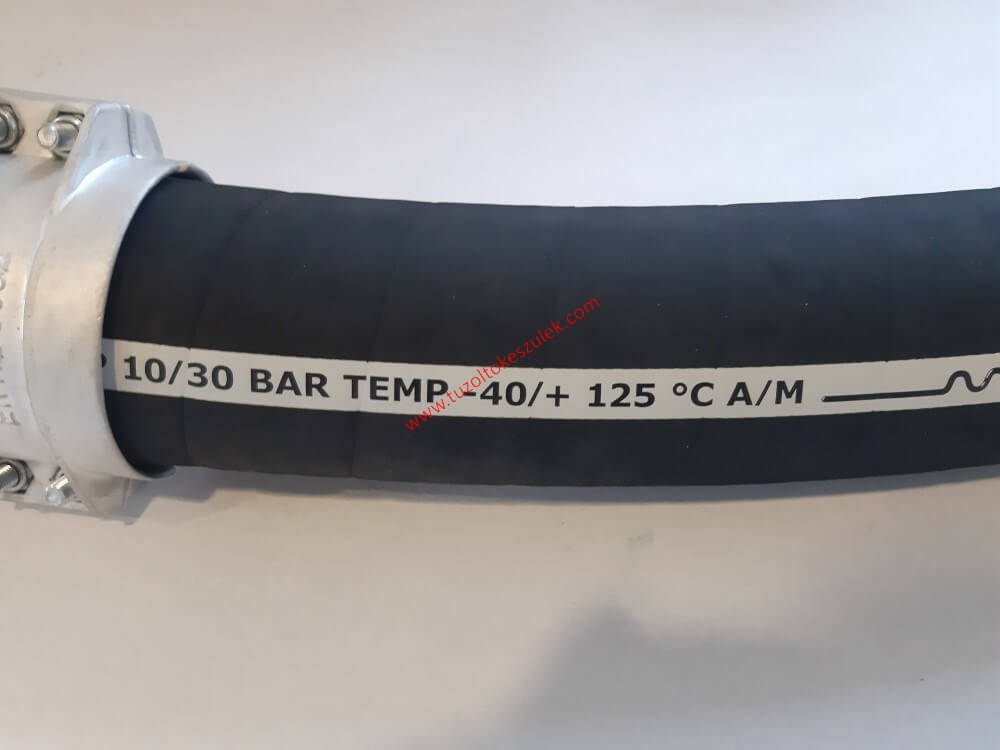 P 10/30 BAR TEMP -40/+ 125 °C A/M
www.tuzoltokeszulek.com